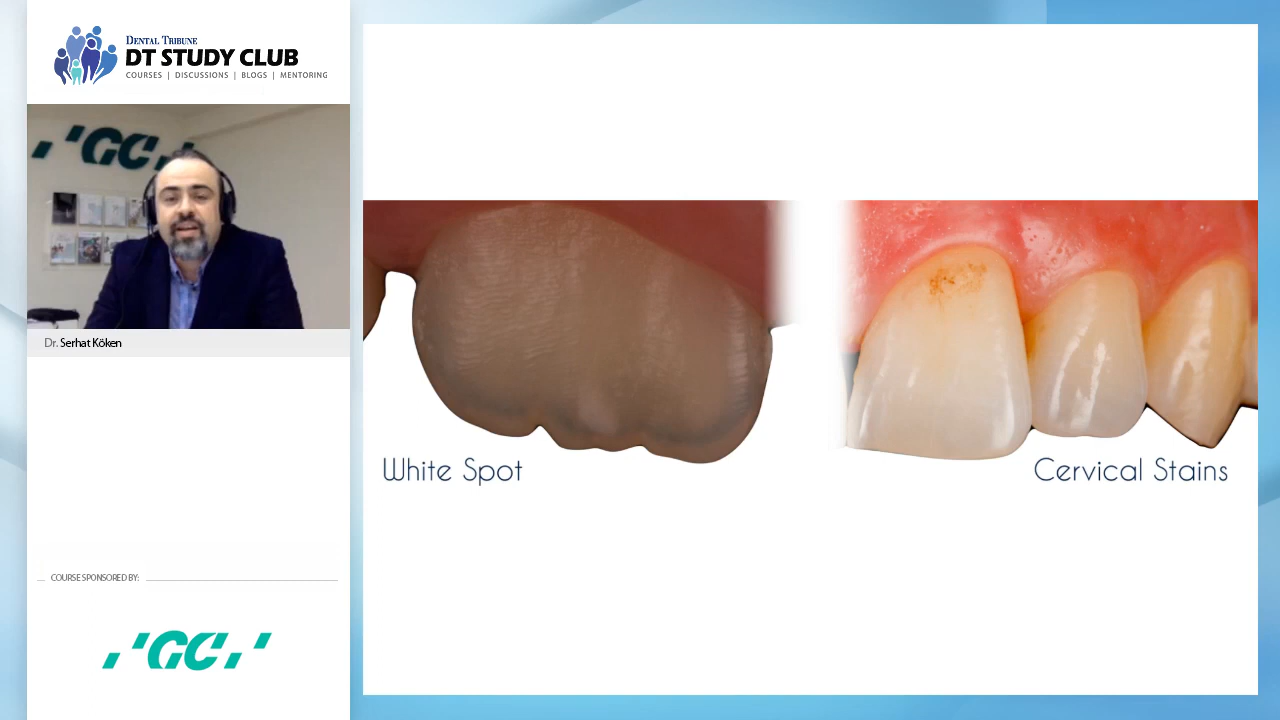 DENTAL TRIBUNE
DT STUDY CLUB
COURSES | DISCUSSIONS | BLOGS | MENTORING
GC
Dr. Serhat Köken
White Spot
Cervical Stains
COURSE SPONSORED BY:
GC